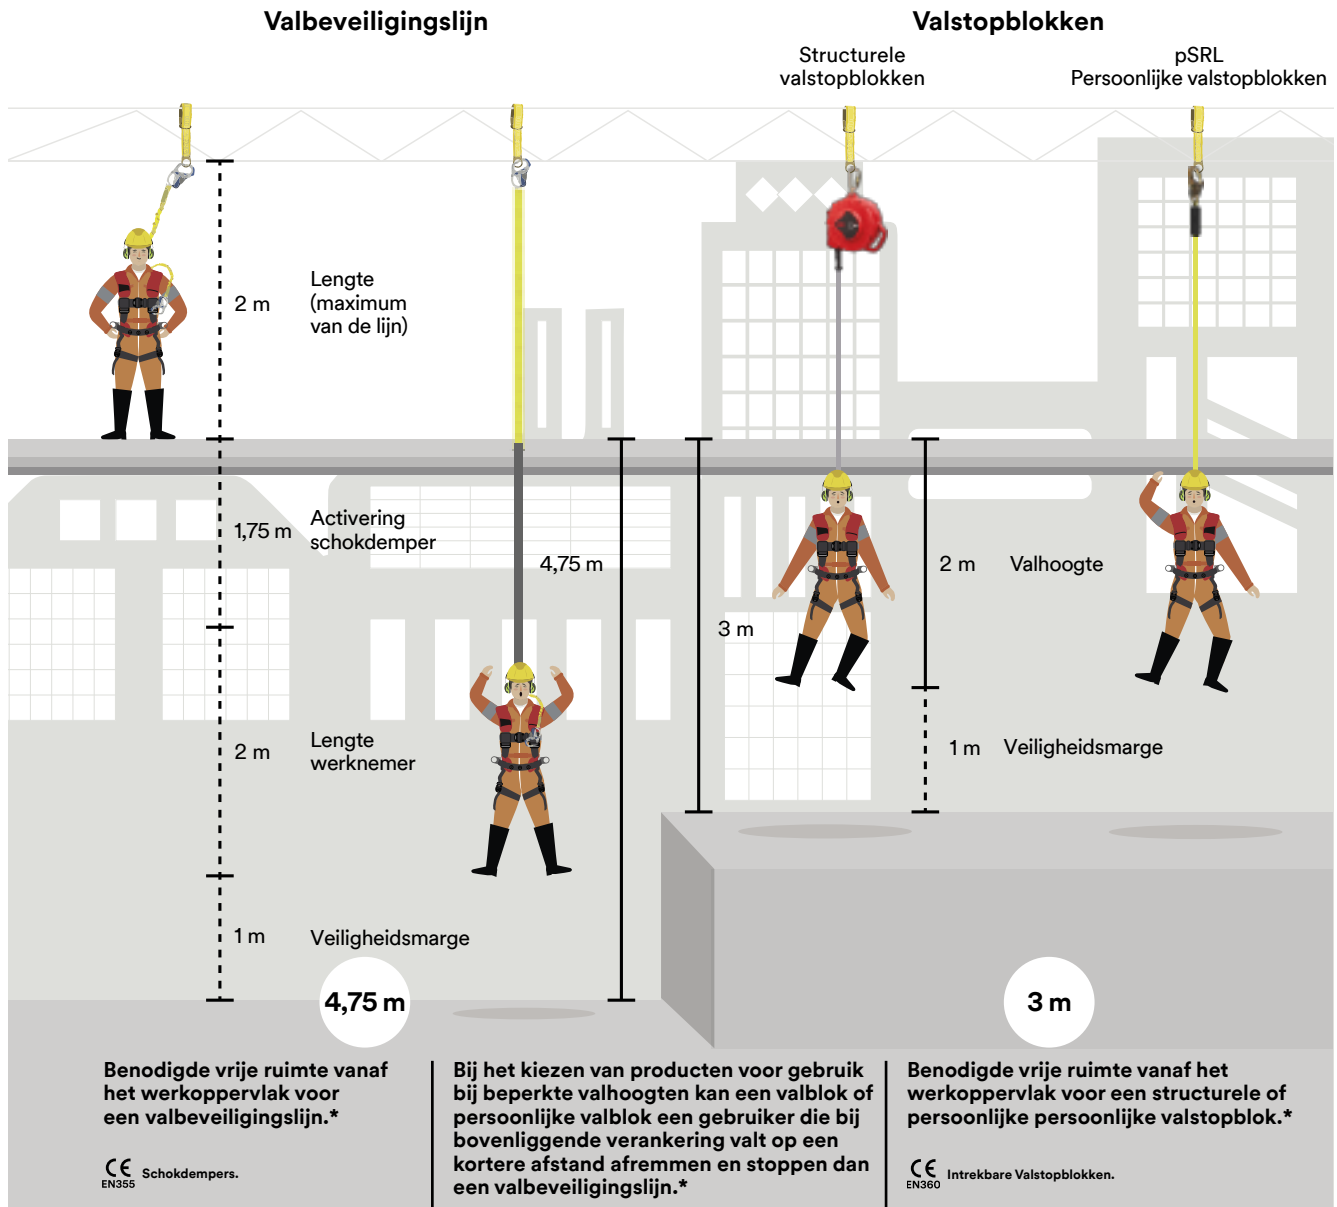 Valbeveiligingslijn
Valstopblokken
Structurele
valstopblokken
pSRL
Persoonlijke valstopblokken
2 m
Lengte
(maximum
van de lijn)
1,75 m
Activering
schokdemper
4,75 m
2 m
Lengte
werknemer
1 m
Veiligheidsmarge
3 m
2 m
Valhoogte
1 m
Veiligheidsmarge
4,75 m
3 m
Benodigde vrije ruimte vanaf
het werkoppervlak voor
een valbeveiligingslijn.*
CE
EN355
Schokdempers.
Bij het kiezen van producten voor gebruik
bij beperkte valhoogten kan een valblok of
persoonlijke valblok een gebruiker die bij
bovenliggende verankering valt op een
kortere afstand afremmen en stoppen dan
een valbeveiligingslijn.*
Benodigde vrije ruimte vanaf het
werkoppervlak voor een structurele of
persoonlijke persoonlijke valstopblok.*
CE
EN360
Intrekbare Valstopblokken.